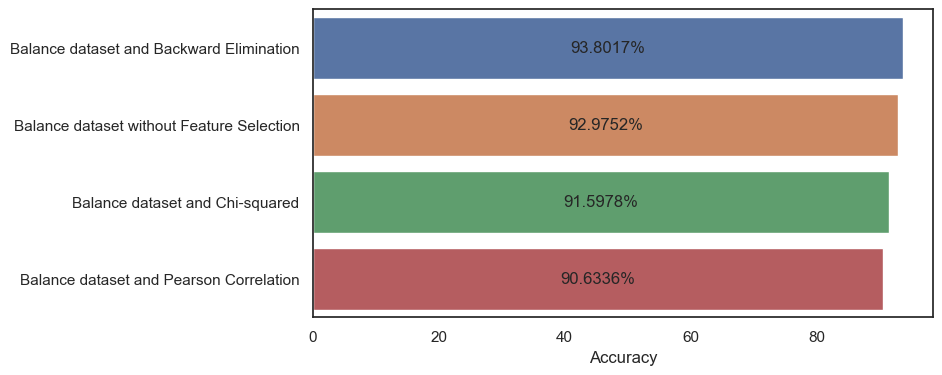 Balance dataset and Backward Elimination
93.8017%
Balance dataset without Feature Selection
92.9752%
Balance dataset and Chi-squared
91.5978%
Balance dataset and Pearson Correlation
90.6336%
0 20 40 60 80
Accuracy